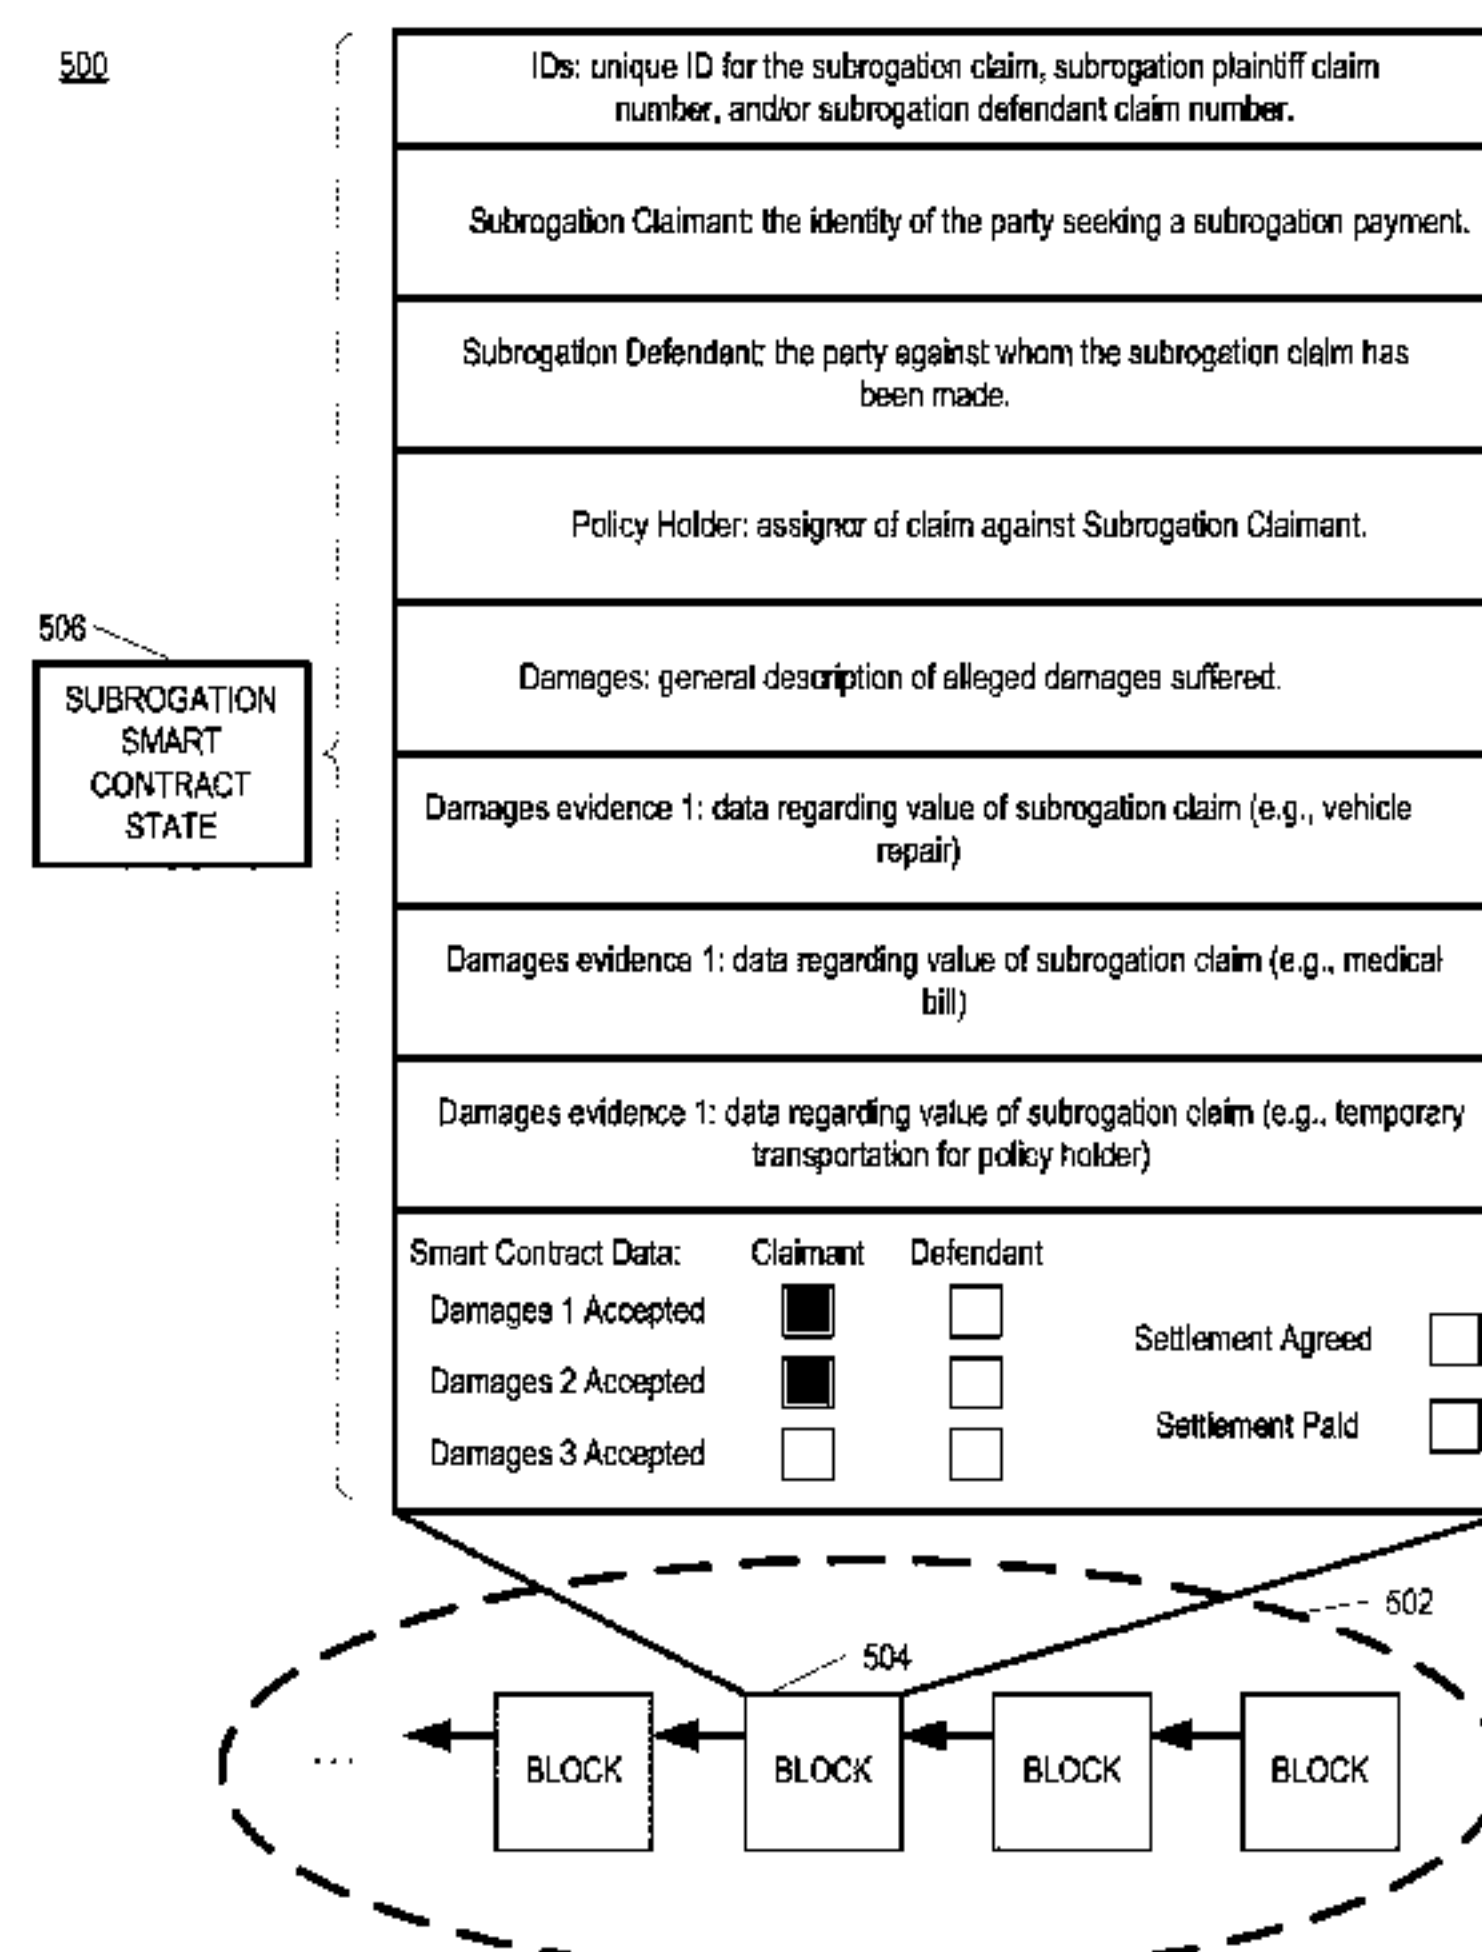 500
IDs: unique ID for the subrogation claim, subrogation plaintiff claim
number, and/or subrogation defendant claim number.
Subrogation Claimant: the identity of the party seeking a subrogation payment.
Subrogation Defendant: the party against whom the subrogation claim has
been made.
Policy Holder: assignor of claim against Subrogation Claimant.
506
SUBROGATION
SMART
CONTRACT
STATE
Damages: general description of alleged damages suffered.
Damages evidence 1: data regarding value of subrogation claim (e.g., vehicle
repair)
Damages evidence 1: data regarding value of subrogation claim (e.g., medical
bill)
Damages evidence 1: data regarding value of subrogation claim (e.g., temporary
transportation for policy holder)
Smart Contract Data: Claimant Defendant
Damages 1 Accepted
Settlement Agreed
Damages 2 Accepted
Settlement Paid
Damages 3 Accepted
502
504
... BLOCK BLOCK BLOCK BLOCK